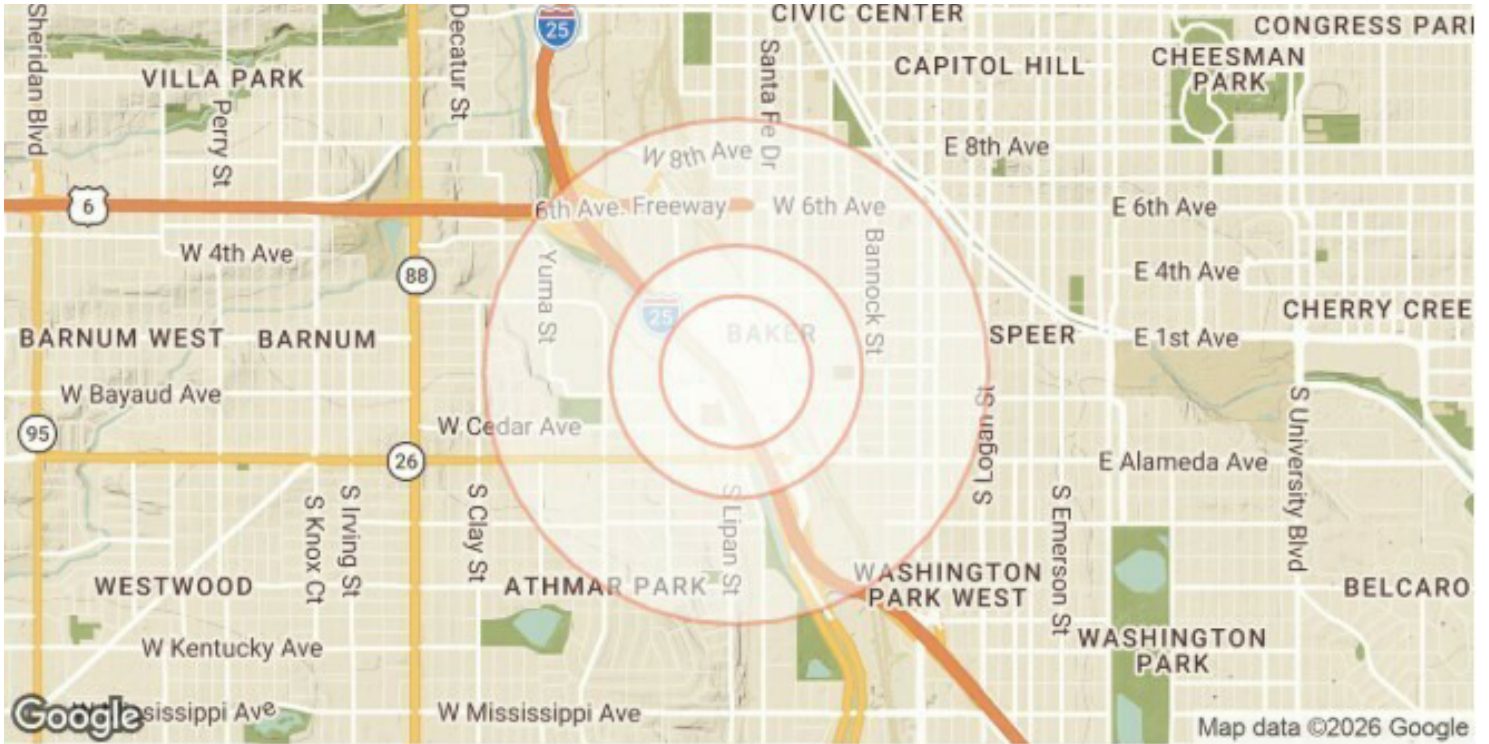 CIVIC CENTER
CONGRESS PAR
25
Sheridan Blvd
Decatur St
Santa Fe Dr
CAPITOL HILL
CHEESMAN
PARK
VILLA PARK
Perry St
W 8th Ave
E 8th Ave
6
6th Ave. Freeway
W 6th Ave
E 6th Ave
W 4th Ave
Yuma St
Bannock St
88
E 4th Ave
25
CHERRY CREE
BARNUM WEST
BARNUM
BAKER
SPEER
E 1st Ave
W Bayaud Ave
S Logan St
S University Blvd
95
W Cedar Ave
26
E Alameda Ave
S Knox Ct
S Irving St
S Clay St
S Lipan St
S Emerson St
WESTWOOD
ATHMAR PARK
WASHINGTON
PARK WEST
BELCARO
W Kentucky Ave
WASHINGTON
PARK
Google
sissippi Ave
W Mississippi Ave
Map data ©2026 Google